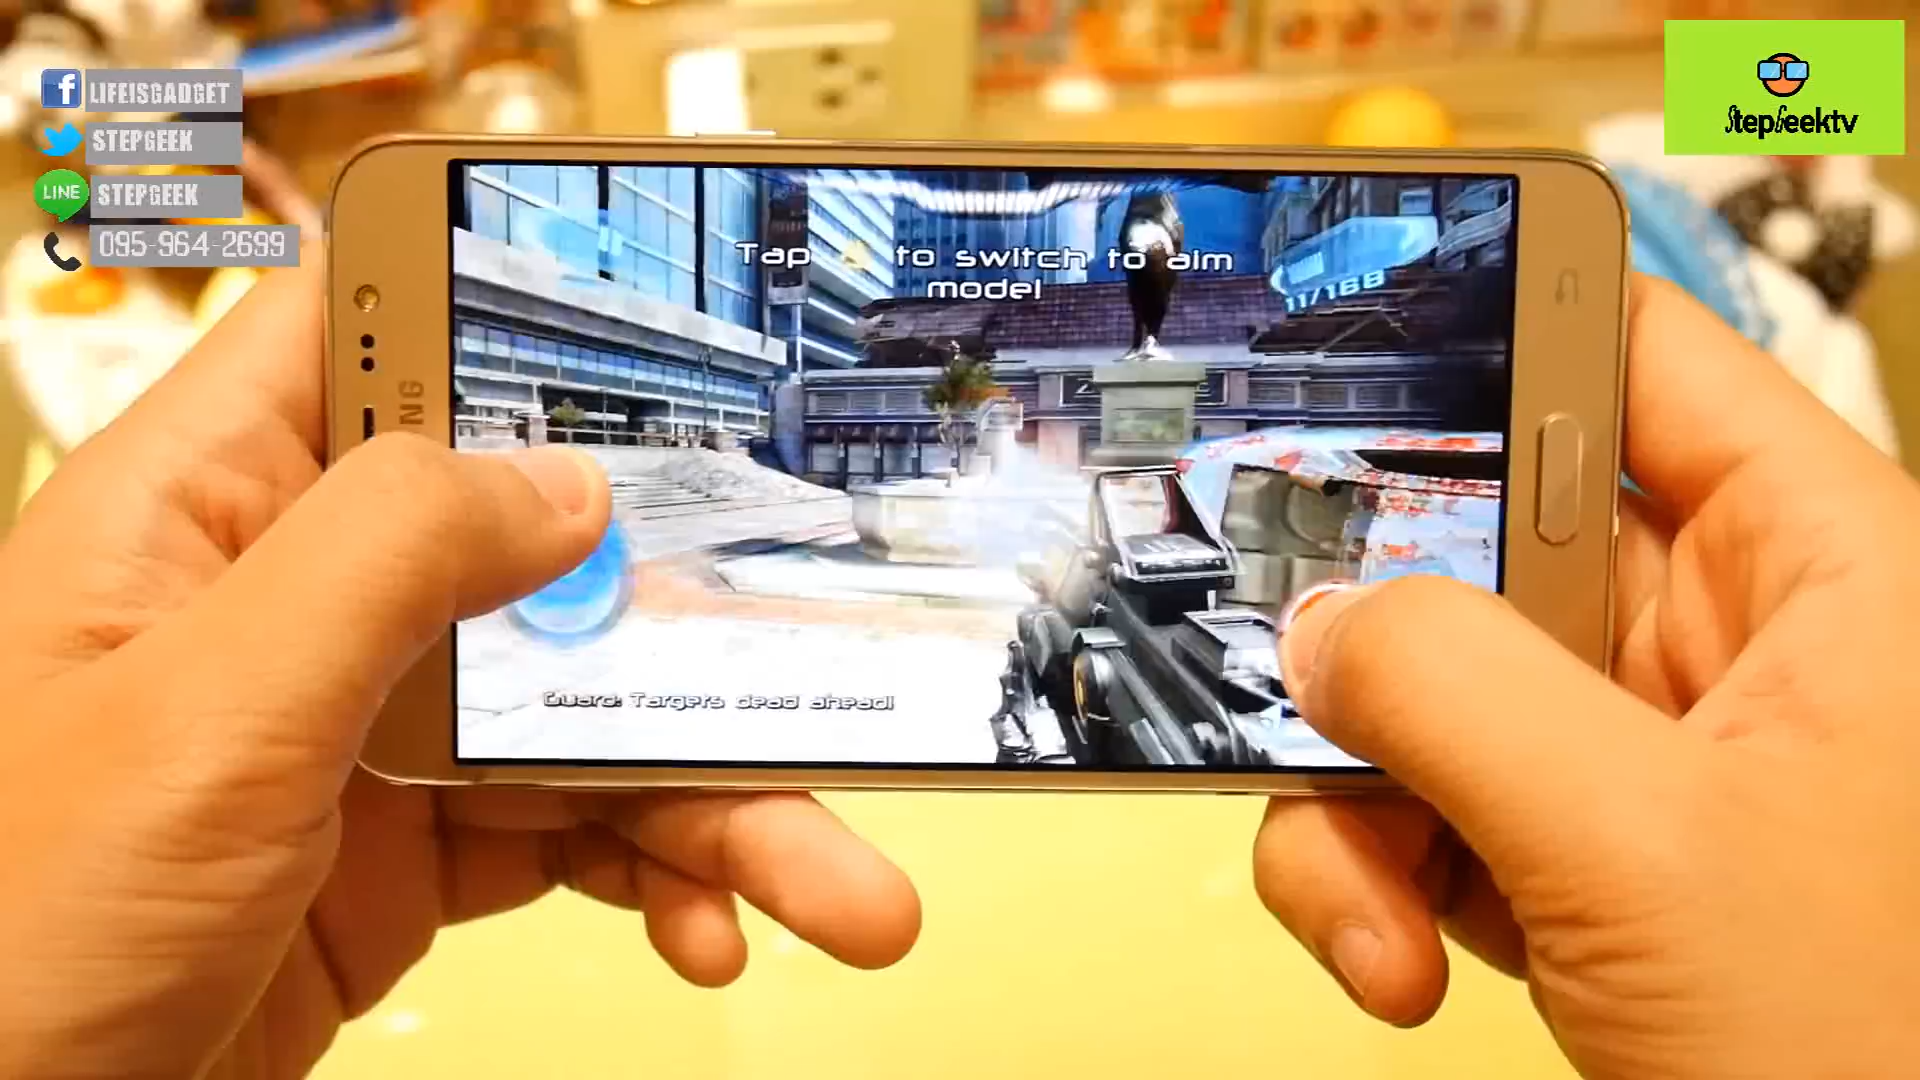 LIFEISGADGET
STEPGEEK
LINE
STEPGEEK
095-964-2699
StepGeektv
NG
Tap to switch to aim
model
11/168
Guard: Targets dead ahead!